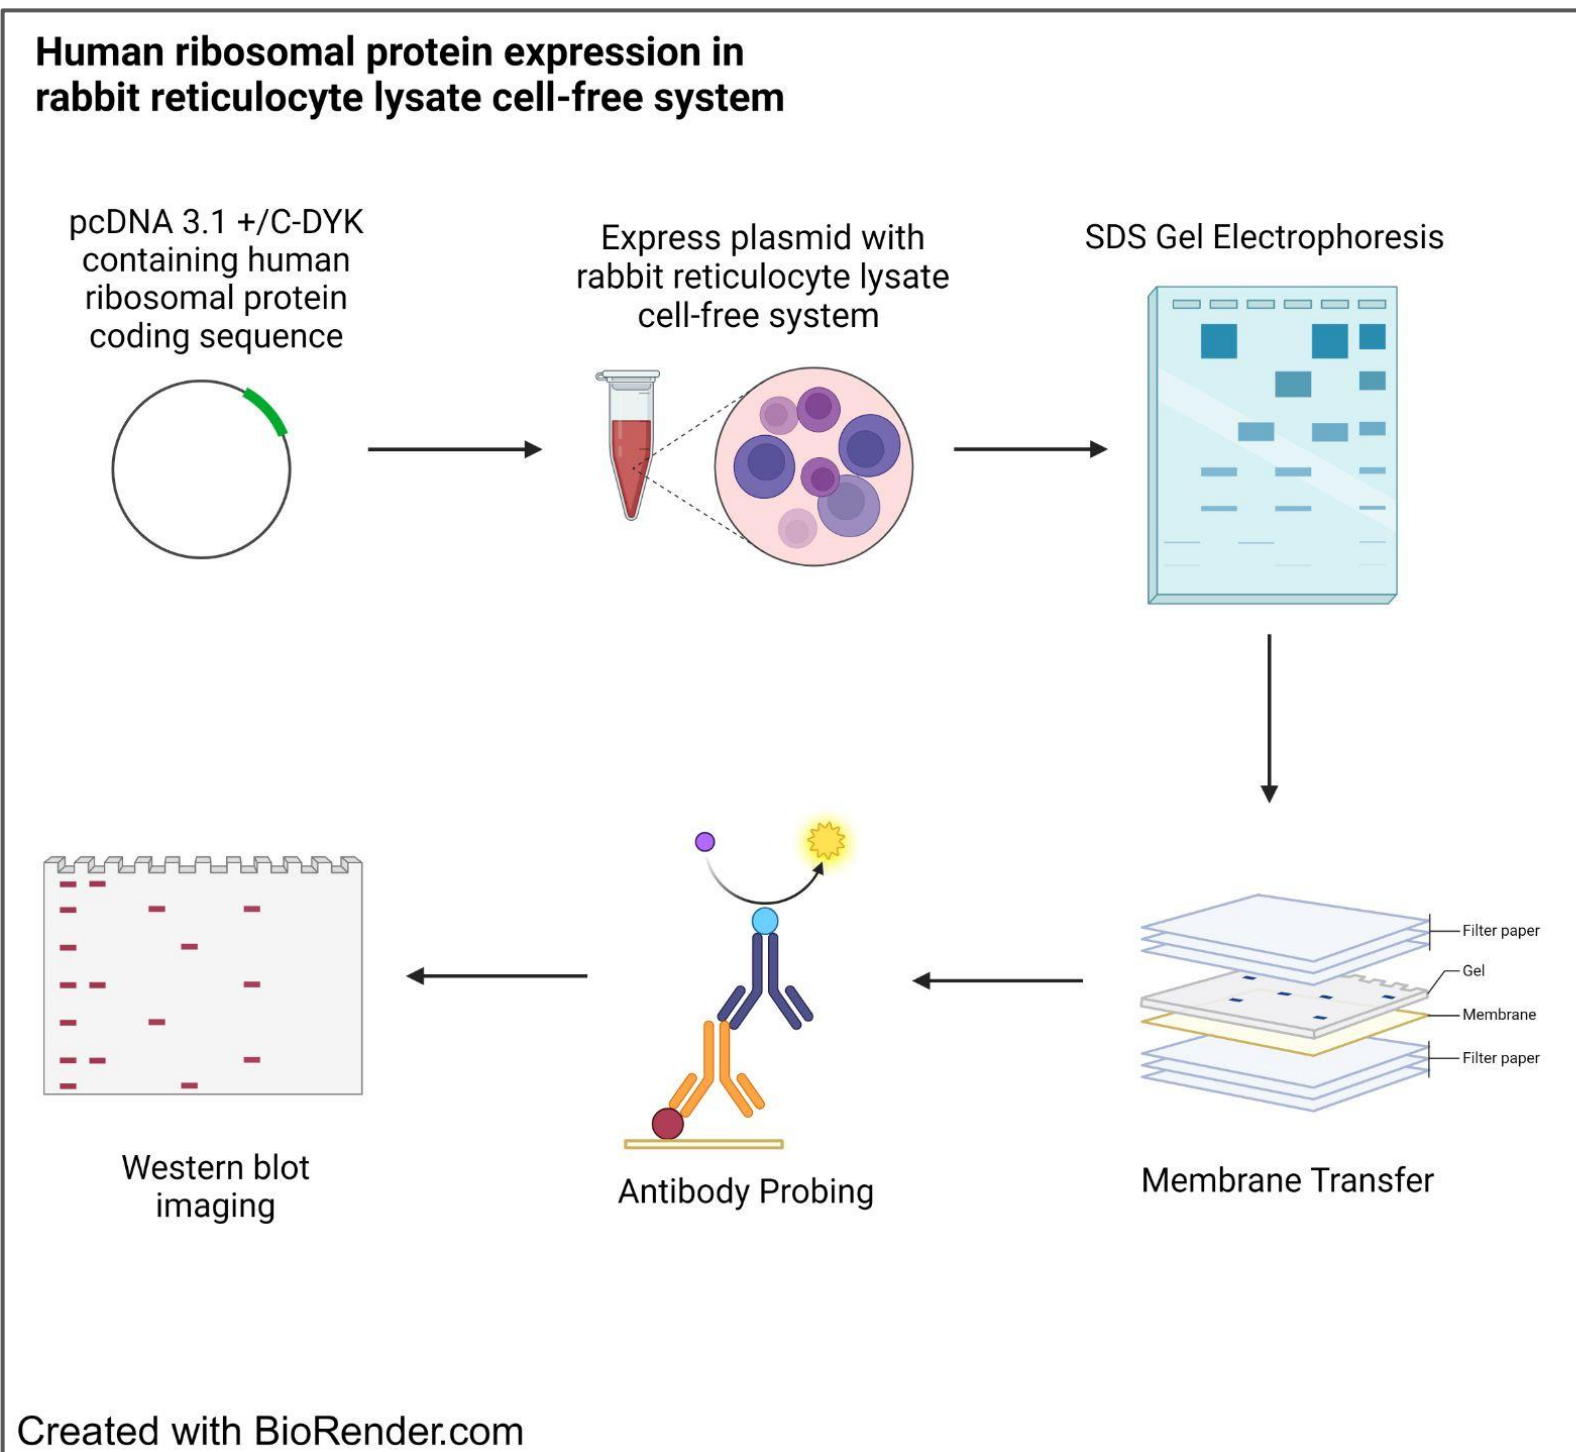 Human ribosomal protein expression in
rabbit reticulocyte lysate cell-free system
pcDNA 3.1 +/C-DYK
containing human
ribosomal protein
coding sequence
Express plasmid with
rabbit reticulocyte lysate
cell-free system
SDS Gel Electrophoresis
Filter paper
Gel
Membrane
Filter paper
Membrane Transfer
Antibody Probing
Western blot
imaging
Created with BioRender.com